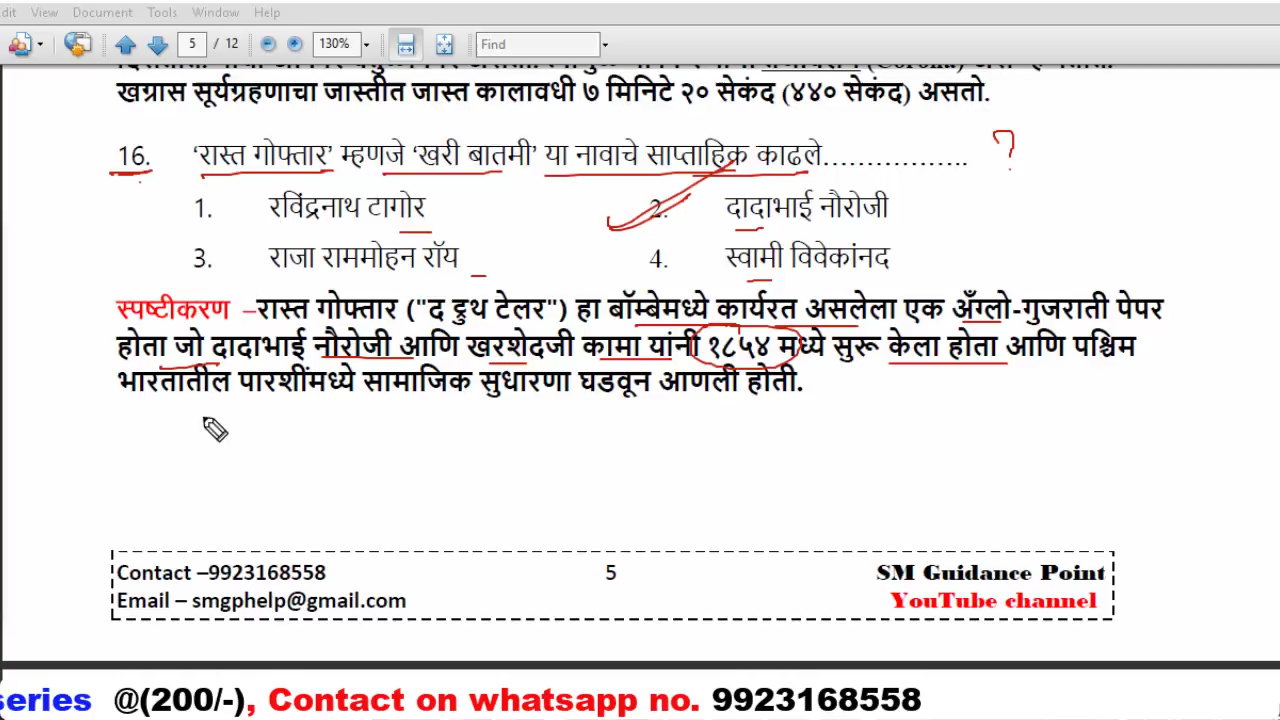 View Document Tools Window Help
5 / 12 130% Find
(Corona)
खग्रास सूर्यग्रहणाचा जास्तीत जास्त कालावधी ७ मिनिटे २० सेकंद (४४० सेकंद) असतो.
16. ‘रास्त गोफ्तार’ म्हणजे ‘खरी बातमी’ या नावाचे साप्ताहिक काढले................. ?
1. रविंद्रनाथ टागोर 2. दादाभाई नौरोजी
3. राजा राममोहन रॉय 4. स्वामी विवेकांनद
स्पष्टीकरण –रास्त गोफ्तार ("द ट्रुथ टेलर") हा बॉम्बेमध्ये कार्यरत असलेला एक अँग्लो-गुजराती पेपर
होता जो दादाभाई नौरोजी आणि खरशेदजी कामा यांनी १८५४ मध्ये सुरू केला होता आणि पश्चिम
भारतातील पारशींमध्ये सामाजिक सुधारणा घडवून आणली होती.
Contact –9923168558 5 SM Guidance Point
Email – smgphelp@gmail.com YouTube channel
series @(200/-), Contact on whatsapp no. 9923168558